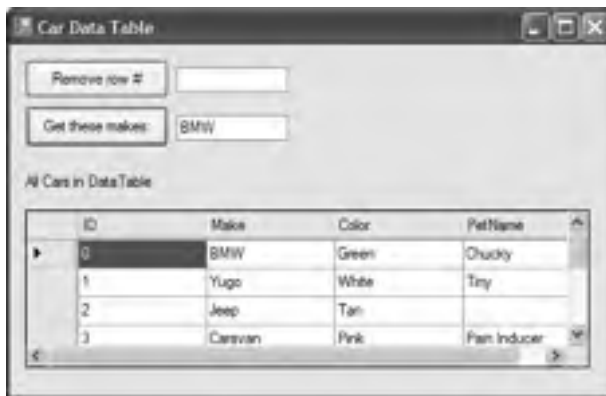 Car Data Table
Remove row #
Get these makes: BMW
All Cars in DataTable
ID Make Color PetName
0 BMW Green Chucky
1 Yugo White Tiny
2 Jeep Tan
3 Caravan Pink Pain Inducer